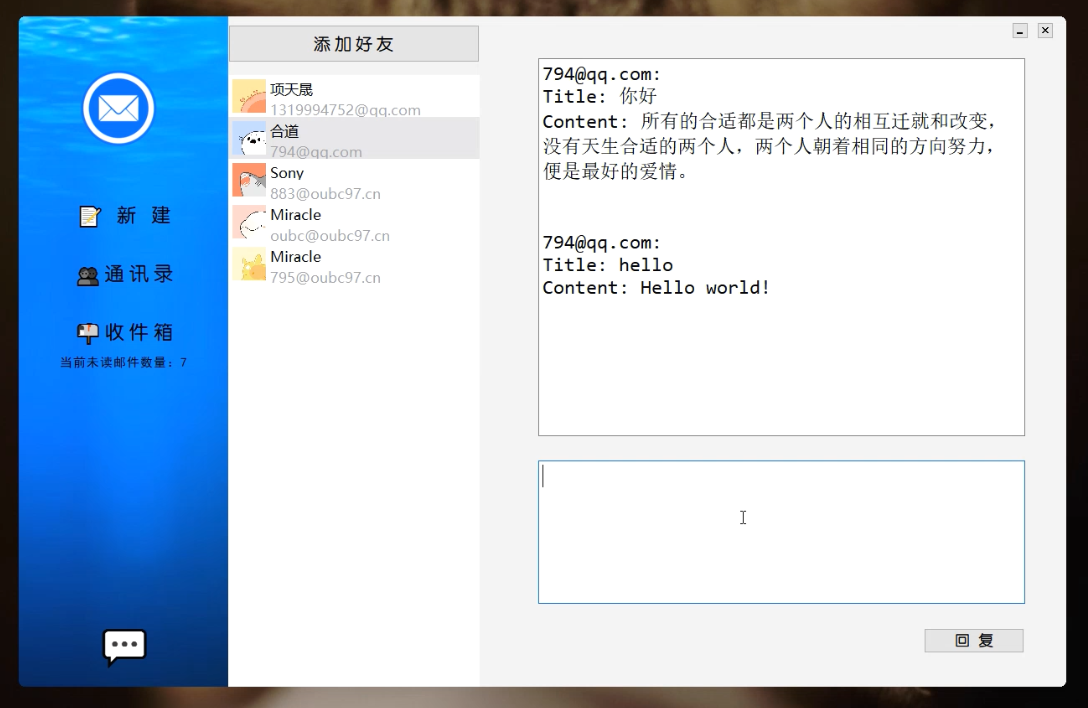 新 建
通讯录
收件箱
当前未读邮件数量：7
添加好友
项天晟
1319994752@qq.com
合道
794@qq.com
Sony
883@oubc97.cn
Miracle
oubc@oubc97.cn
Miracle
795@oubc97.cn
794@qq.com:
Title: 你好
Content: 所有的合适都是两个人的相互迁就和改变，
没有天生合适的两个人，两个人朝着相同的方向努力，
便是最好的爱情。
794@qq.com:
Title: hello
Content: Hello world!
回 复